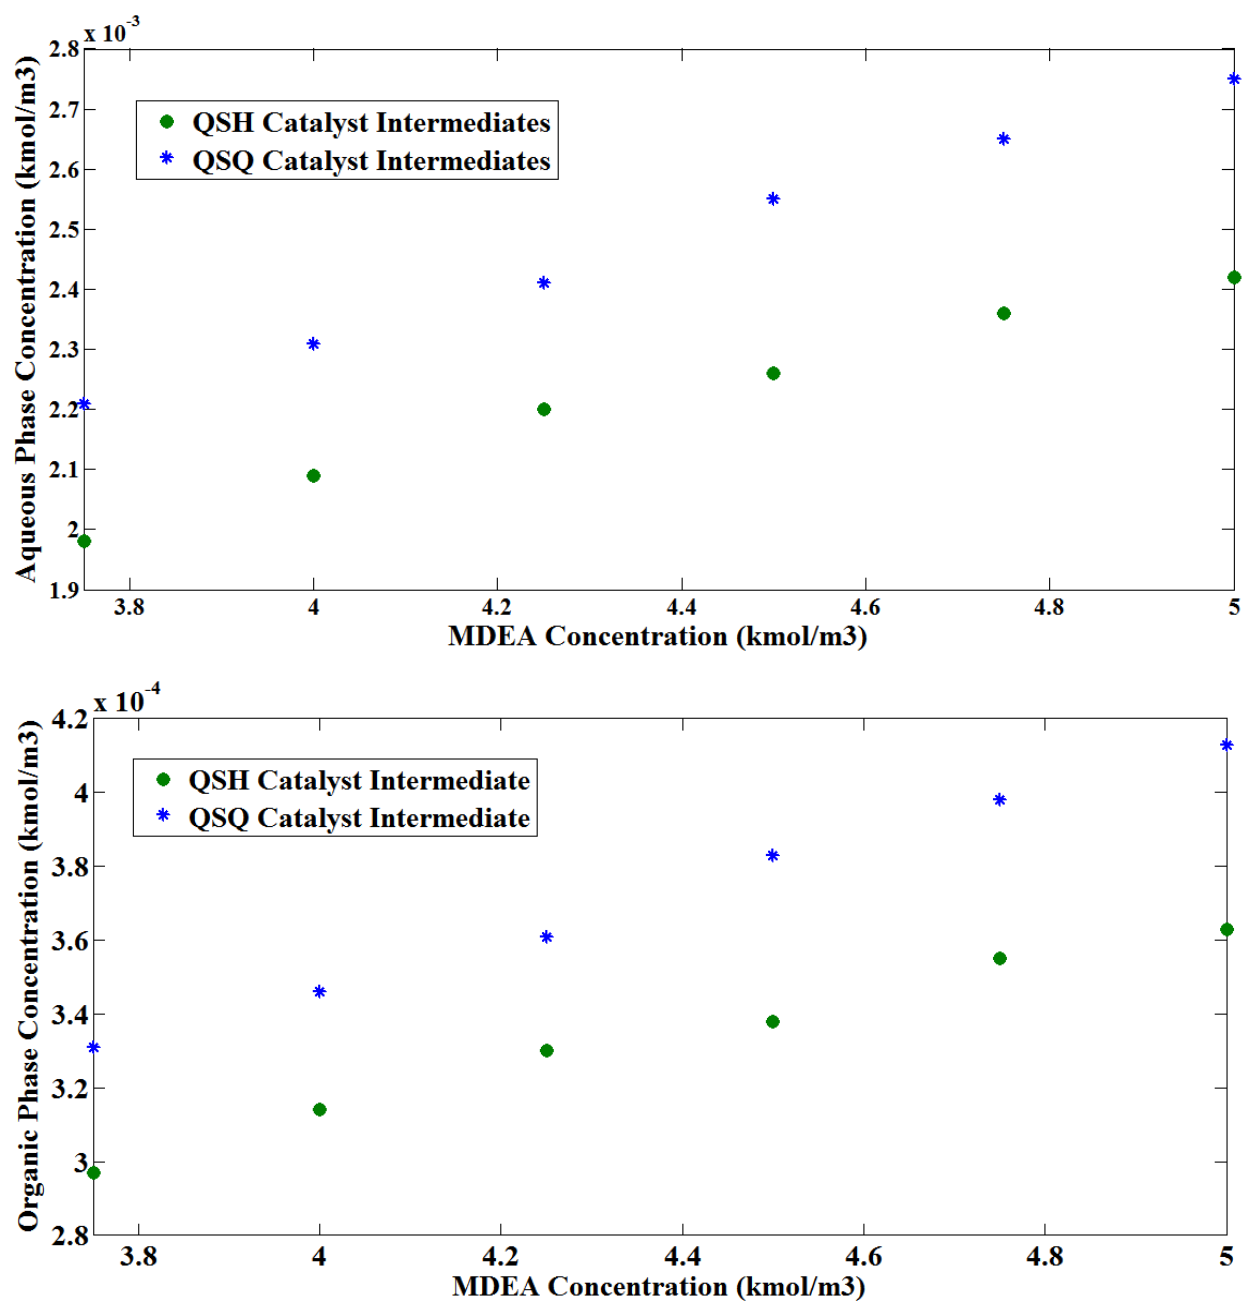 x 10-3
2.8
2.7
2.6
2.5
2.4
2.3
2.2
2.1
2
1.9
Aqueous Phase Concentration (kmol/m3)
QSH Catalyst Intermediates
QSQ Catalyst Intermediates
3.8 4 4.2 4.4 4.6 4.8 5
MDEA Concentration (kmol/m3)
x 10-4
4.2
4
3.8
3.6
3.4
3.2
3
2.8
Organic Phase Concentration (kmol/m3)
QSH Catalyst Intermediate
QSQ Catalyst Intermediate
3.8 4 4.2 4.4 4.6 4.8 5
MDEA Concentration (kmol/m3)